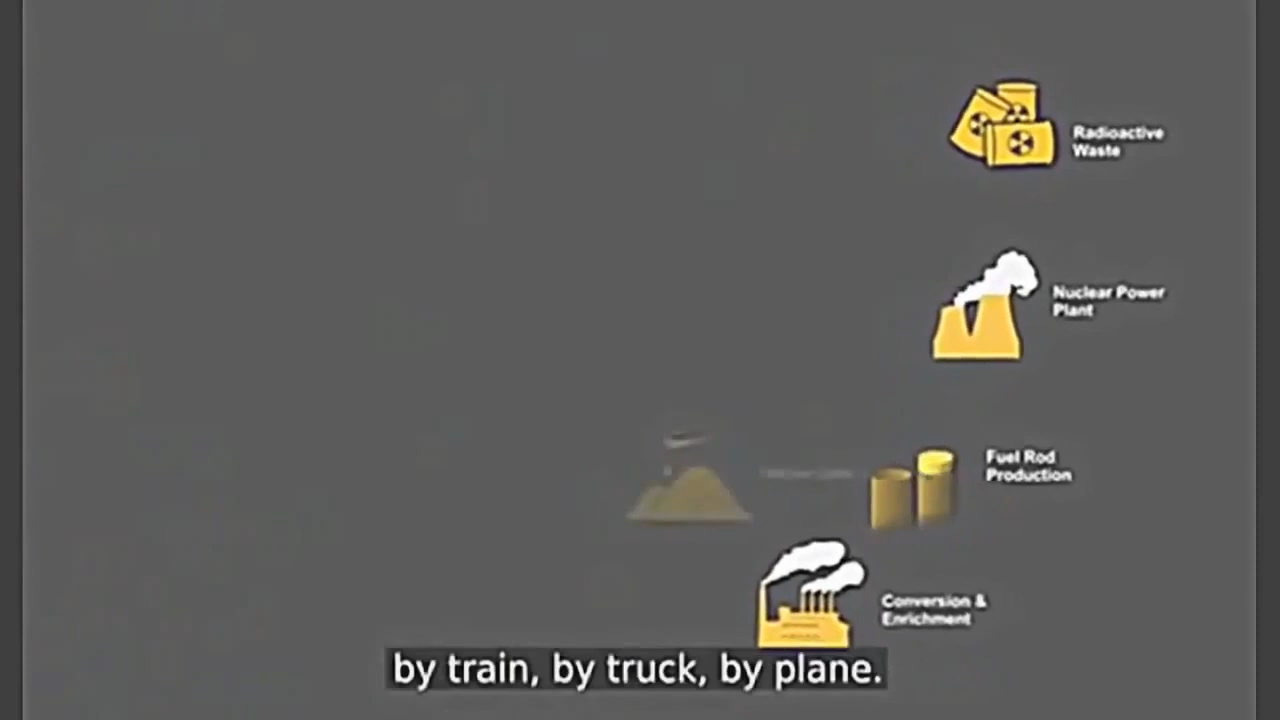 Radioactive
Waste
Nuclear Power
Plant
Fuel Rod
Production
Conversion &
Enrichment
by train, by truck, by plane.